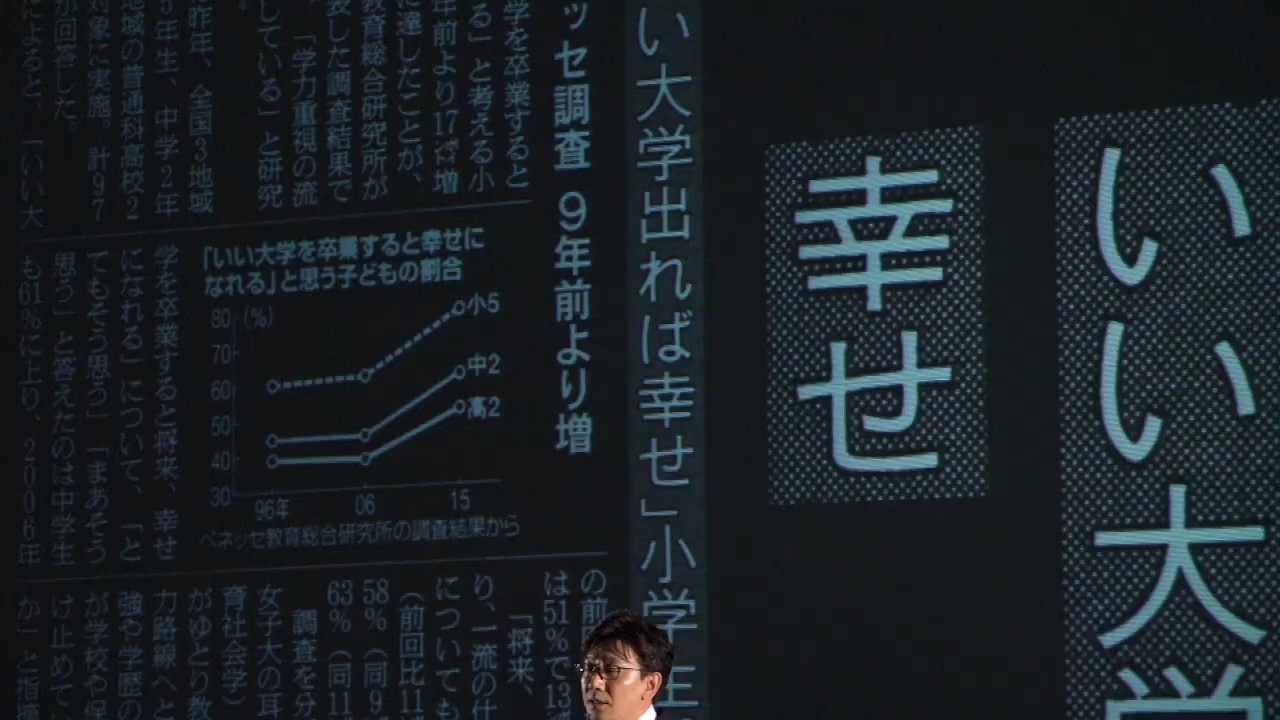 いい大学
幸せ
い大学出れば幸せ」小学
ッセ調査 9年前より増
学を卒業すると
る」と考える小
年前より17㌽増
に達したことが、
教育総合研究所が
表した調査結果で
。「学力重視の流
している」と研究
昨年、全国3地域
5年生、中学2年
地域の普通科高校2
対象に実施。計97
が回答した。
によると、「いい大
「いい大学を卒業すると幸せに
なれる」と思う子どもの割合
80 (%)
70
60
50
40
30
小5
中2
高2
96年 06 15
ベネッセ教育総合研究所の調査結果から
学を卒業すると将来、幸せ
になれる」について、「と
てもそう思う」「まあそう
思う」と答えたのは中学生
も61%に上り、2006年
の前
は51%で13
「将来、
り、一流の仕
についても
(前回比11
58%(同9
63%(同11
調査を分
女子大の耳
育社会学)
がゆとり教
力路線へと
強や学歴の
が学校や保
け止めてい
か」と指摘